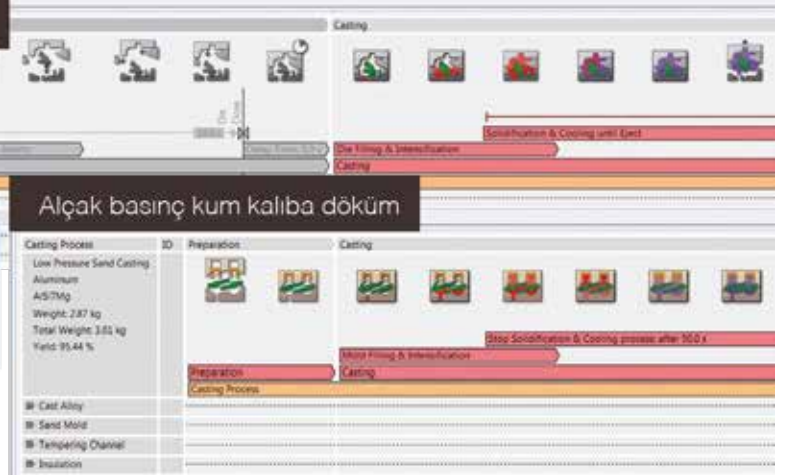 Casting
Die
Close
Solidification & Cooling until Eject
Die Filling & Intensification
Casting
Alçak basınç kum kalıba döküm
Casting Process ID Preparation Casting
Low Pressure Sand Casting
Aluminum
AlSi7Mg
Weight: 2.87 kg
Total Weight: 3.01 kg
Yield: 95.44 %
Stop Solidification & Cooling process after 50.0 s
Mold Filling & Intensification
Preparation Casting
Casting Process
Cast Alloy
Sand Mold
Tempering Channel
Insulation